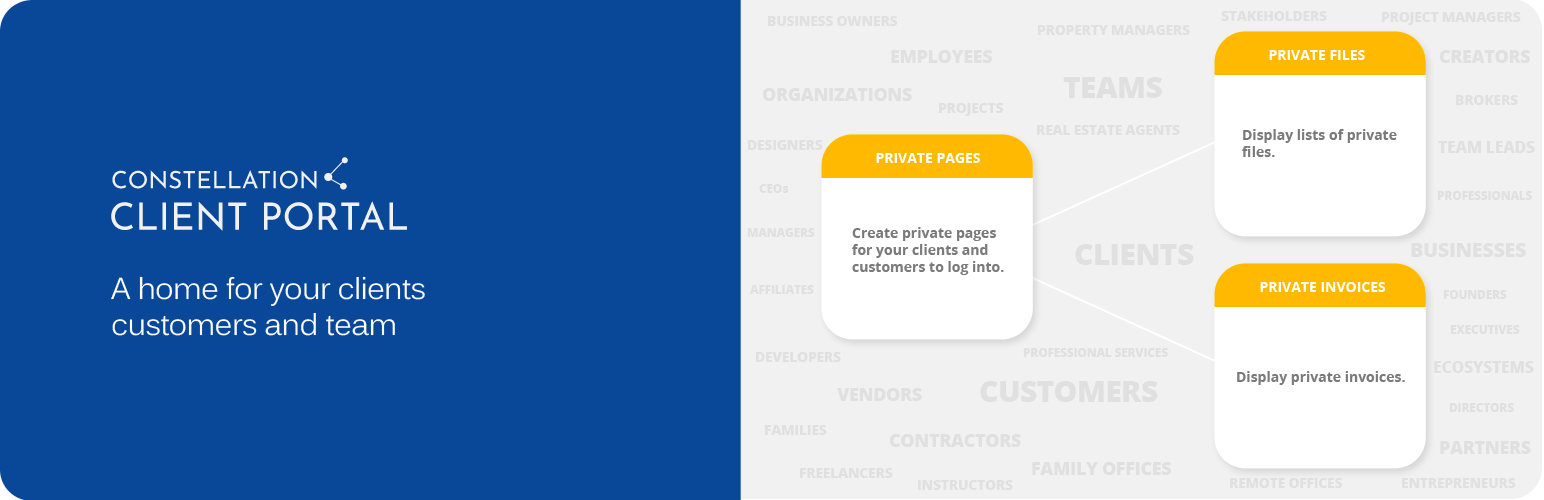 CONSTELLATION
CLIENT PORTAL
A home for your clients
customers and team
BUSINESS OWNERS
PROPERTY MANAGERS
STAKEHOLDERS
PROJECT MANAGERS
EMPLOYEES
CREATORS
TEAMS
ORGANIZATIONS
PROJECTS
BROKERS
REAL ESTATE AGENTS
DESIGNERS
TEAM LEADS
CEOs
PROFESSIONALS
MANAGERS
CLIENTS
BUSINESSES
AFFILIATES
FOUNDERS
EXECUTIVES
DEVELOPERS
PROFESSIONAL SERVICES
ECOSYSTEMS
VENDORS
CUSTOMERS
DIRECTORS
FAMILIES
CONTRACTORS
PARTNERS
FREELANCERS
FAMILY OFFICES
INSTRUCTORS
REMOTE OFFICES
ENTREPRENEURS
PRIVATE PAGES
Create private pages
for your clients and
customers to log into.
PRIVATE FILES
Display lists of private
files.
PRIVATE INVOICES
Display private invoices.